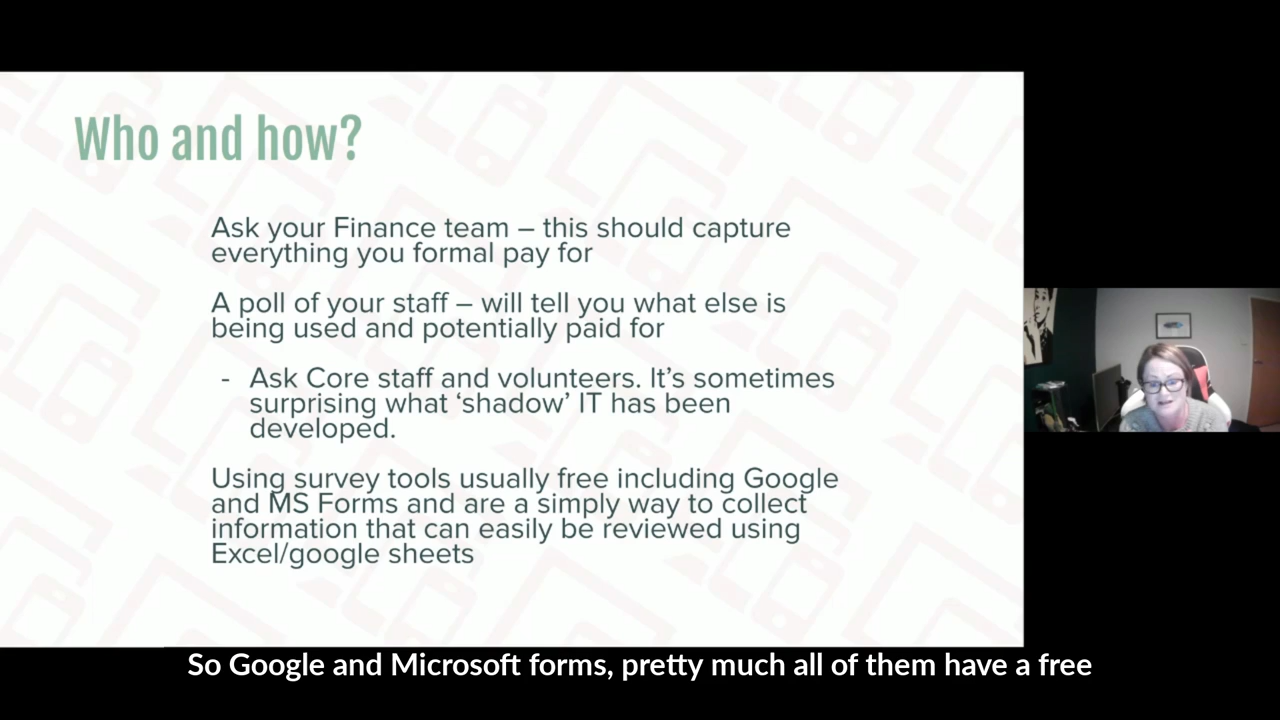 Who and how?
Ask your Finance team – this should capture
everything you formal pay for
A poll of your staff – will tell you what else is
being used and potentially paid for
- Ask Core staff and volunteers. It’s sometimes
surprising what ‘shadow’ IT has been
developed.
Using survey tools usually free including Google
and MS Forms and are a simply way to collect
information that can easily be reviewed using
Excel/google sheets
So Google and Microsoft forms, pretty much all of them have a free